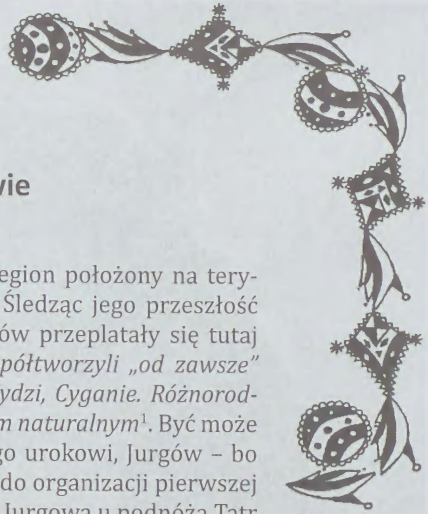 wie
egion położony na tery-
Śledząc jego przeszłość
ów przeplatały się tutaj
półtworzyli „od zawsze”
ydzi, Cyganie. Różnorod-
m naturalnym¹. Być może
go urokowi, Jurgów – bo
do organizacji pierwszej
Jurgowa u podnóża Tatr